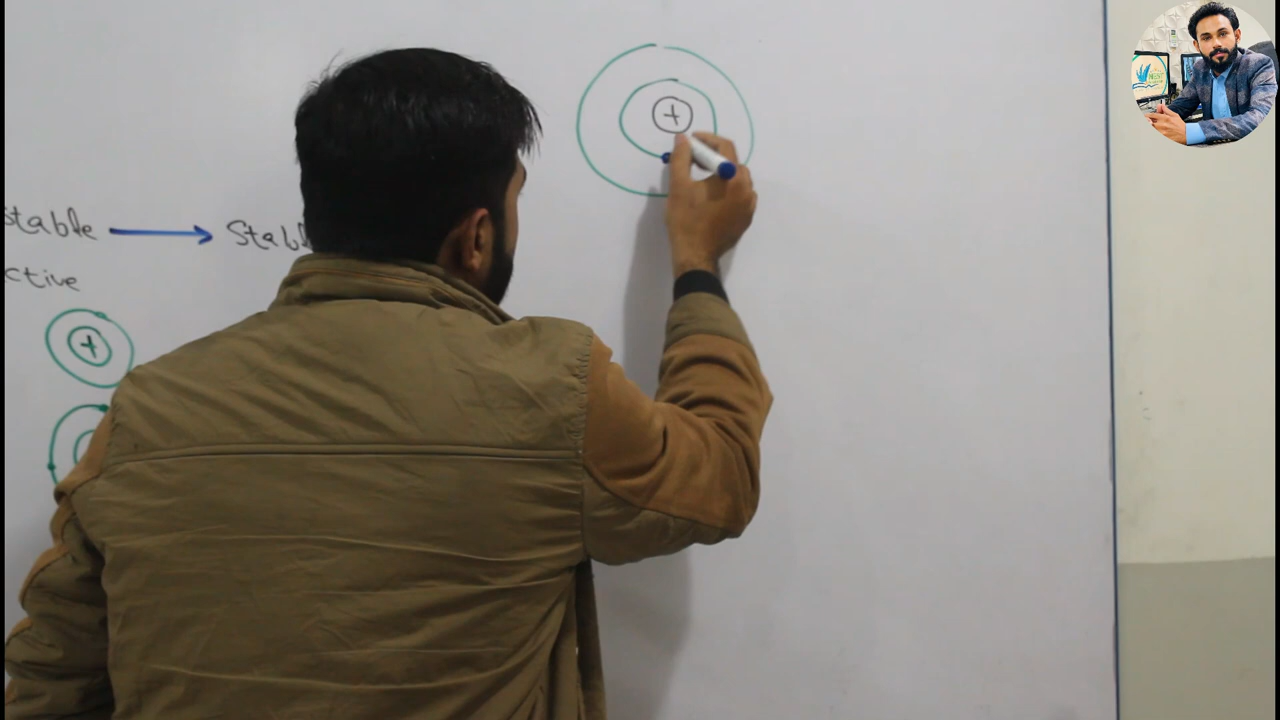 stable → Stabl
ctive
+
+